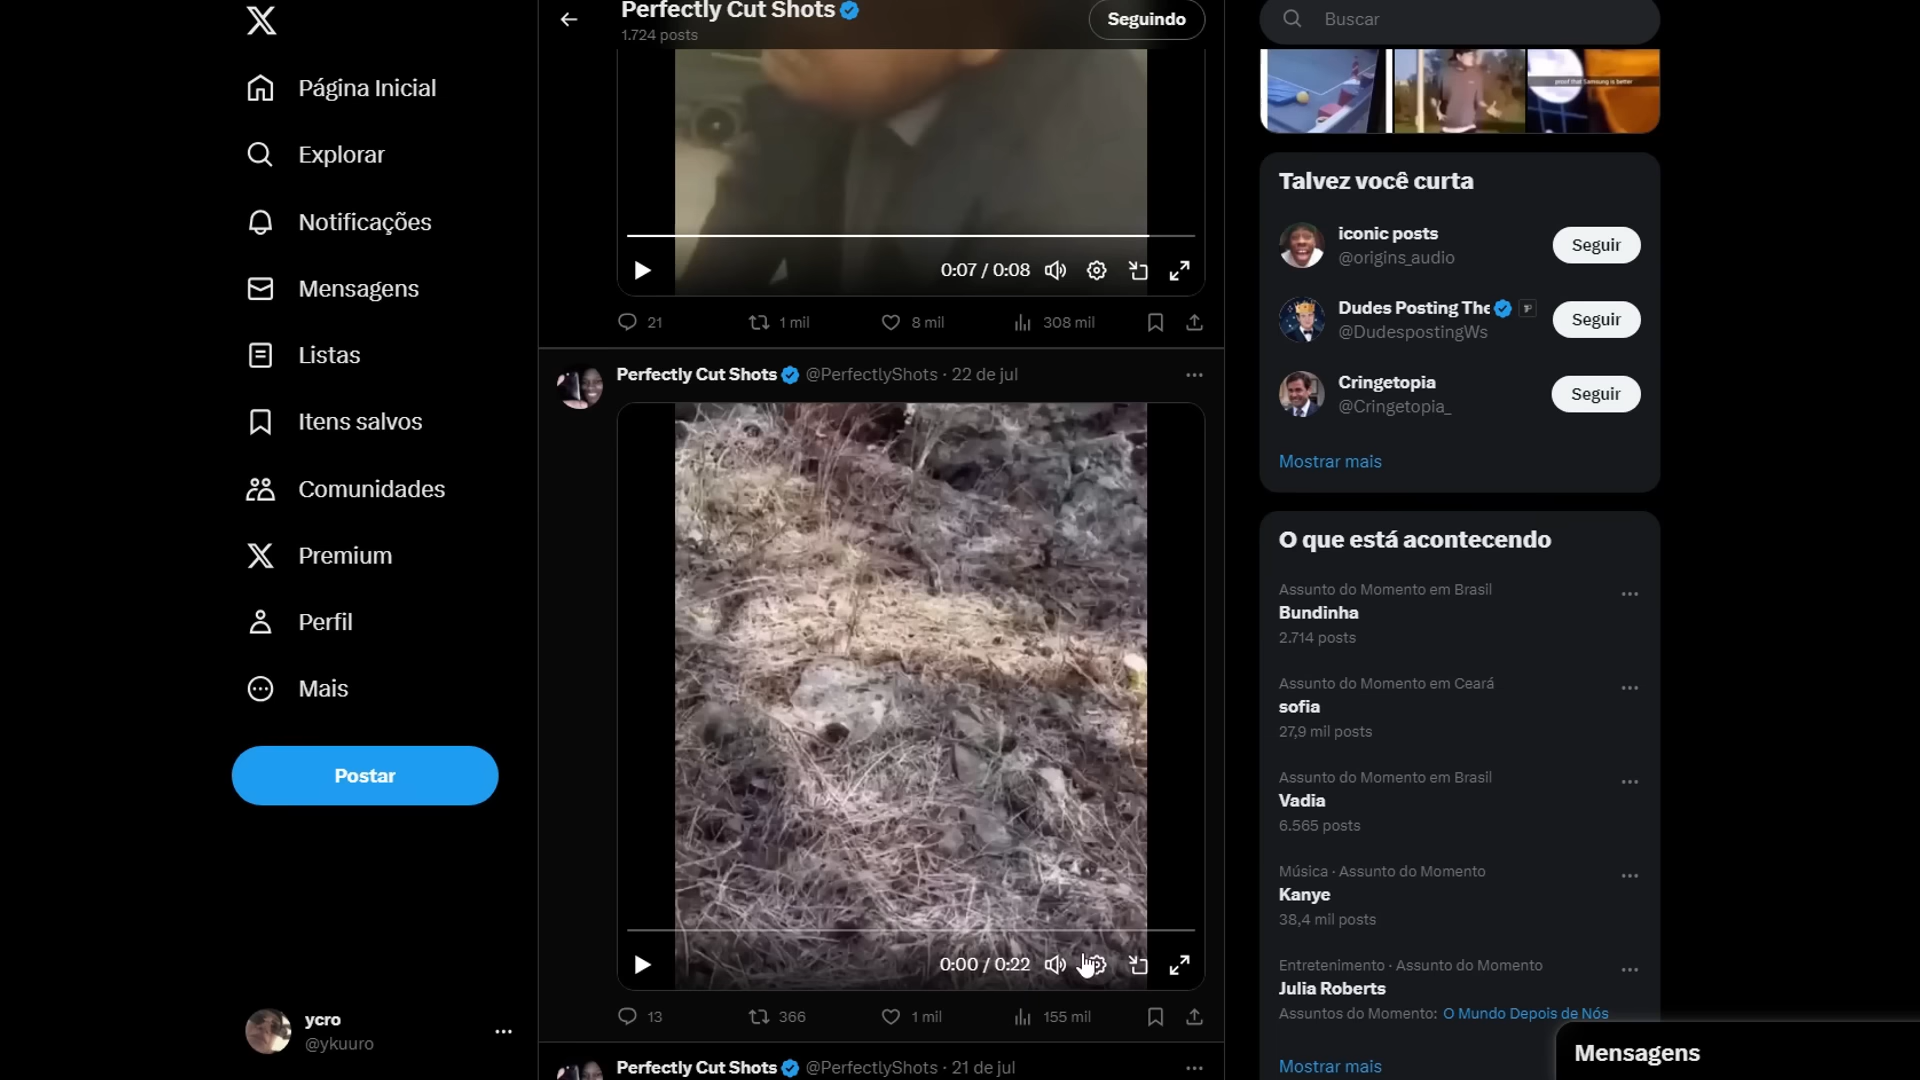 Página Inicial
Explorar
Notificações
Mensagens
Listas
Itens salvos
Comunidades
Premium
Perfil
Mais
Postar
ycro
@ykuuro
Perfectly Cut Shots
1.724 posts
Seguindo
0:07 / 0:08
21
1 mil
8 mil
308 mil
Perfectly Cut Shots @PerfectlyShots · 22 de jul
0:00 / 0:22
13
366
1 mil
155 mil
Perfectly Cut Shots @PerfectlyShots · 21 de jul
Buscar
proof that Samsung is better
Talvez você curta
iconic posts
@origins_audio
Seguir
Dudes Posting The
@DudespostingWs
Seguir
Cringetopia
@Cringetopia_
Seguir
Mostrar mais
O que está acontecendo
Assunto do Momento em Brasil
Bundinha
2.714 posts
Assunto do Momento em Ceará
sofia
27,9 mil posts
Assunto do Momento em Brasil
Vadia
6.565 posts
Música · Assunto do Momento
Kanye
38,4 mil posts
Entretenimento · Assunto do Momento
Julia Roberts
Assuntos do Momento: O Mundo Depois de Nós
Mostrar mais
Mensagens